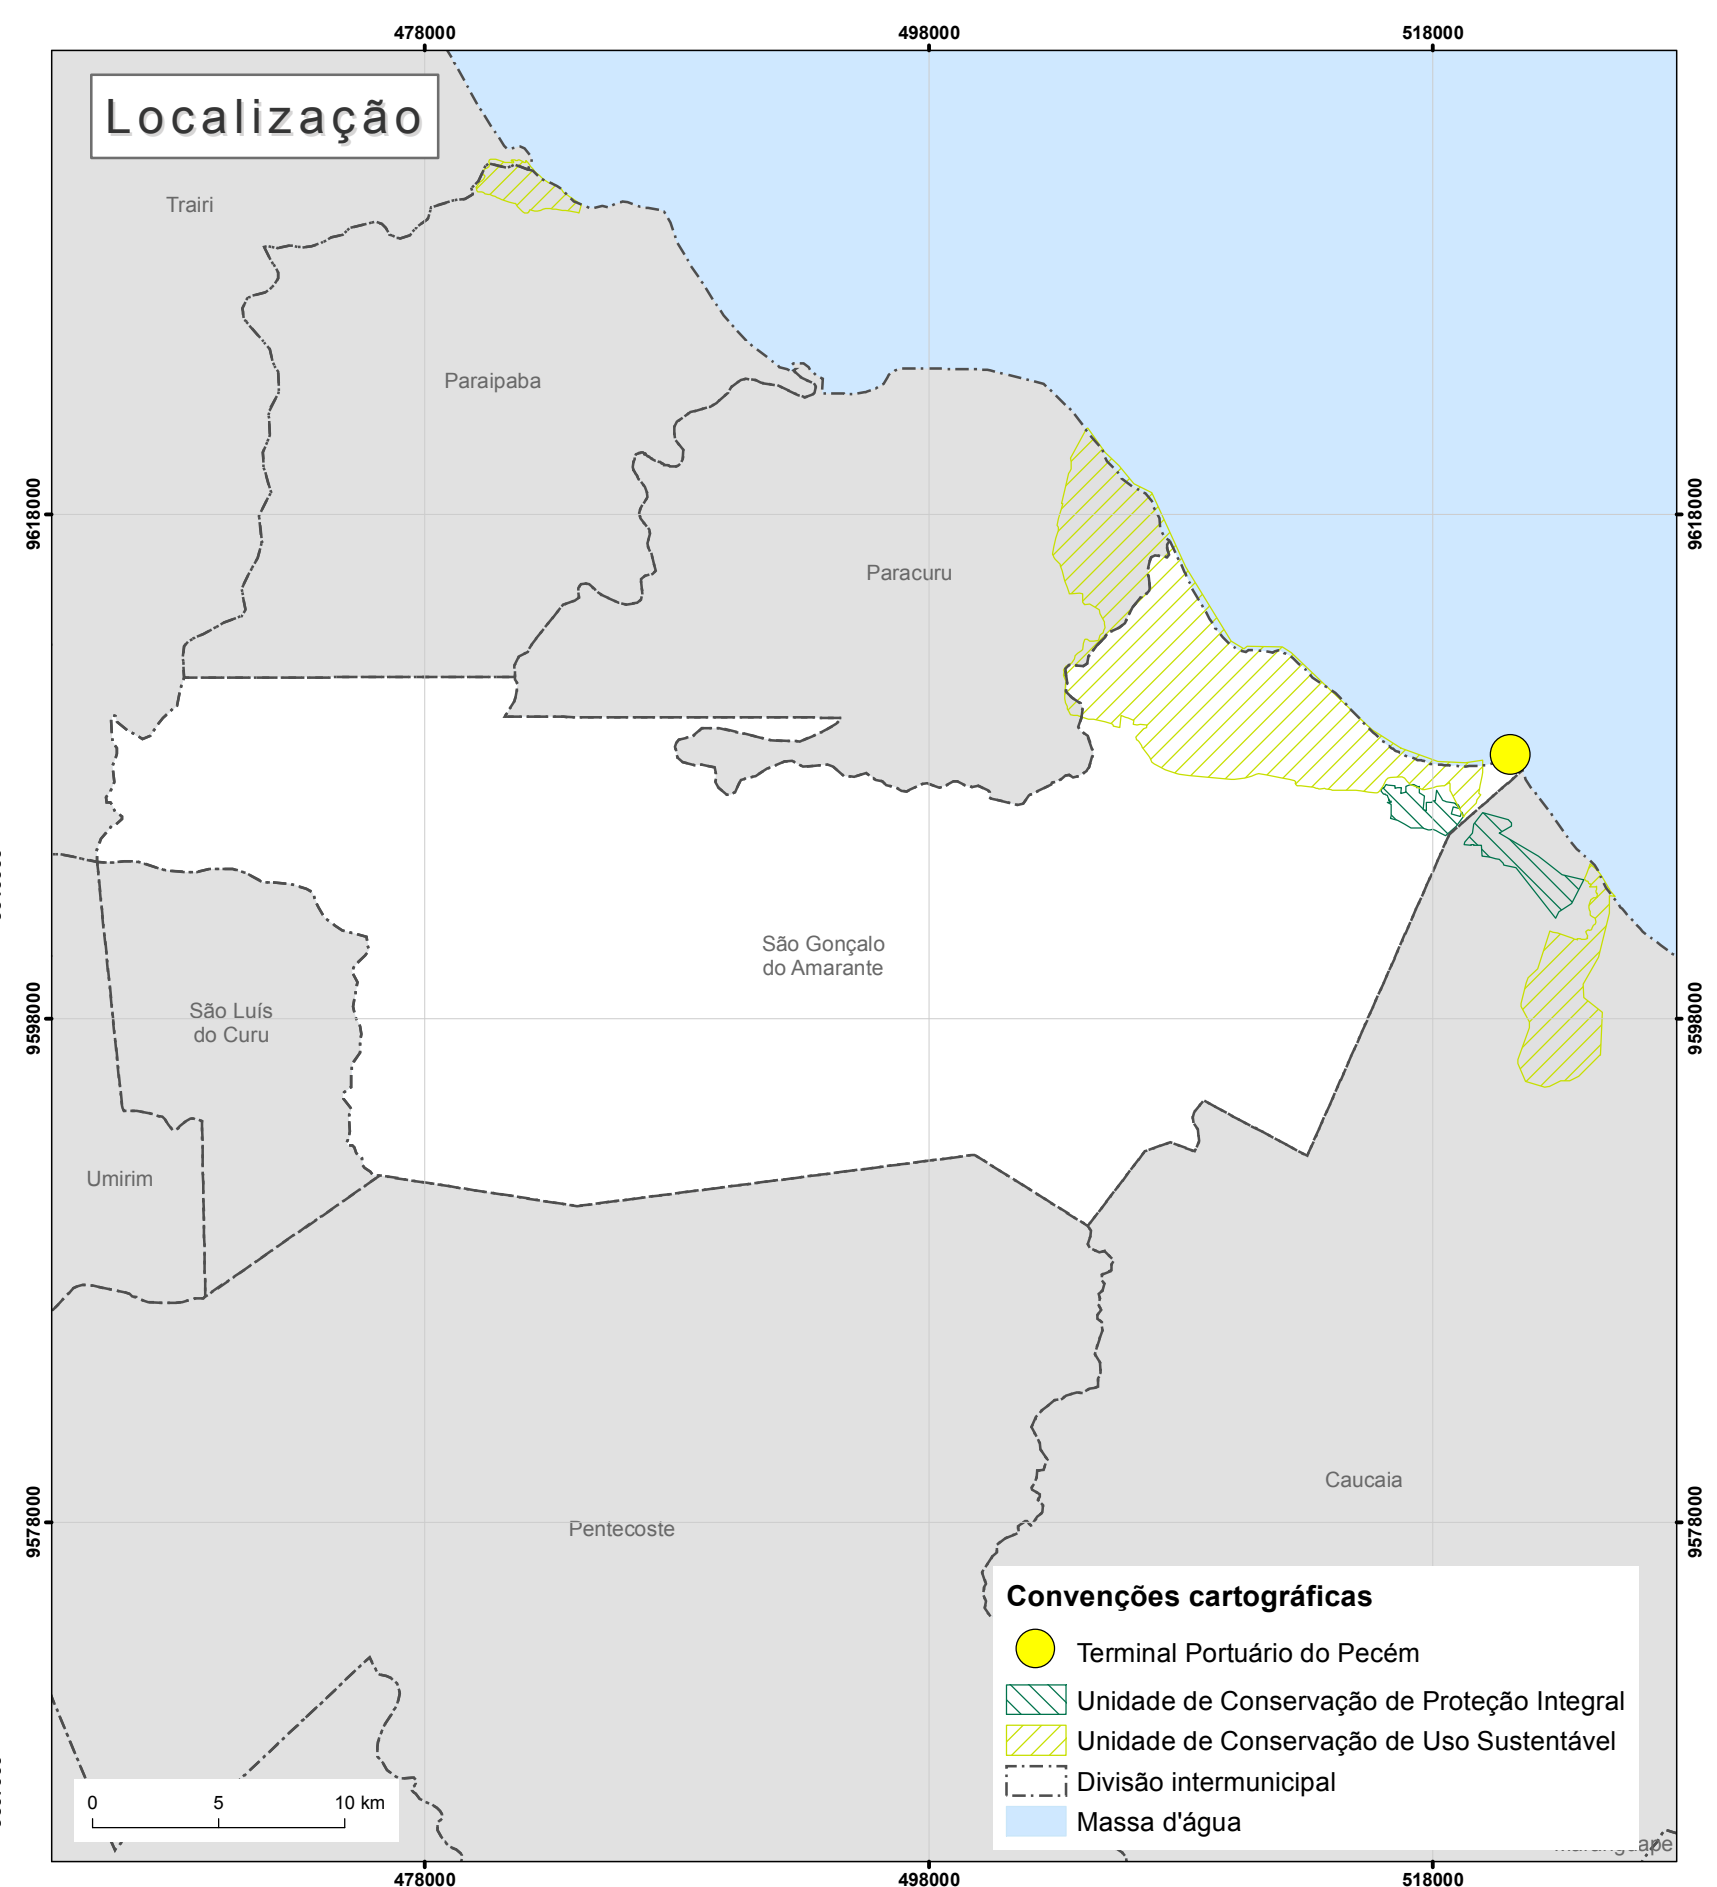 478000
498000
518000
Localização
Trairi
Paraipaba
9618000
9618000
Paracuru
São Gonçalo
do Amarante
São Luís
do Curu
9598000
9598000
Umirim
Caucaia
Pentecoste
9578000
9578000
Convenções cartográficas
Terminal Portuário do Pecém
Unidade de Conservação de Proteção Integral
Unidade de Conservação de Uso Sustentável
Divisão intermunicipal
Massa d'água
0 5 10 km
478000
498000
518000